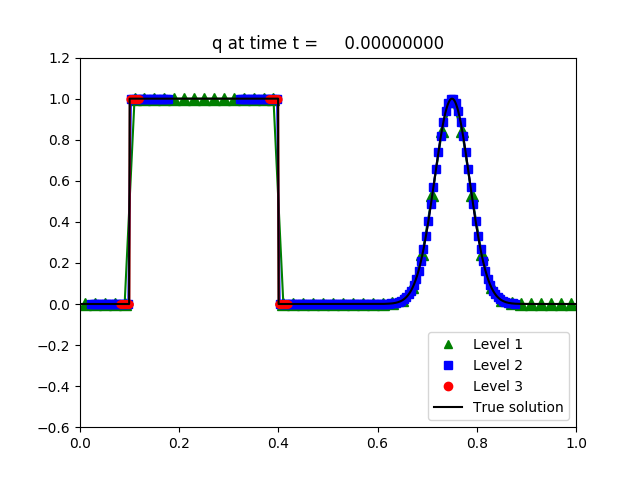 q at time t = 0.00000000
1.2
1.0
0.8
0.6
0.4
0.2
0.0
−0.2
−0.4
−0.6
0.0 0.2 0.4 0.6 0.8 1.0
Level 1
Level 2
Level 3
True solution